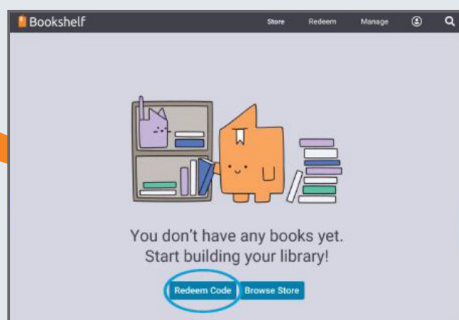 Bookshelf
Store Redeem Manage
You don't have any books yet.
Start building your library!
Redeem Code Browse Store